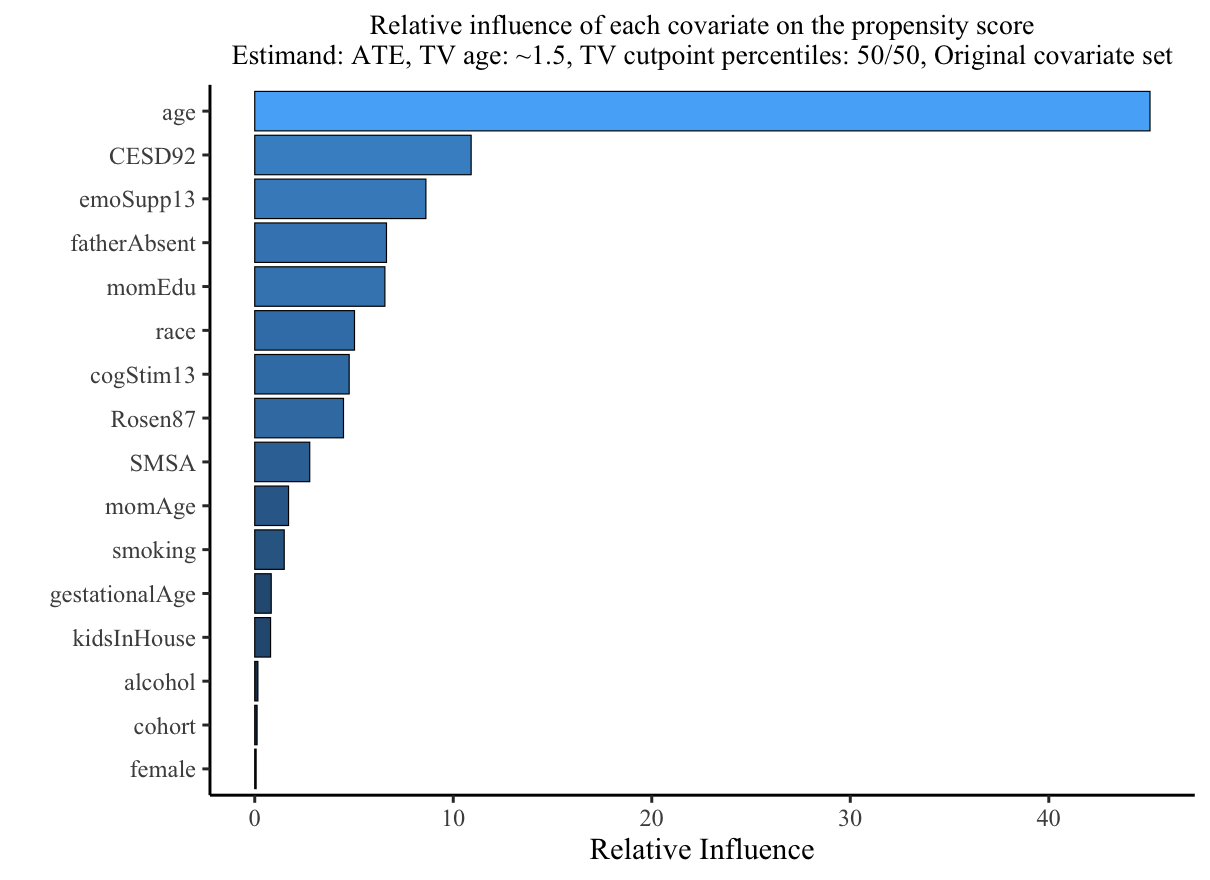 Relative influence of each covariate on the propensity score
Estimand: ATE, TV age: ~1.5, TV cutpoint percentiles: 50/50, Original covariate set
age
CESD92
emoSupp13
fatherAbsent
momEdu
race
cogStim13
Rosen87
SMSA
momAge
smoking
gestationalAge
kidsInHouse
alcohol
cohort
female
0 10 20 30 40
Relative Influence